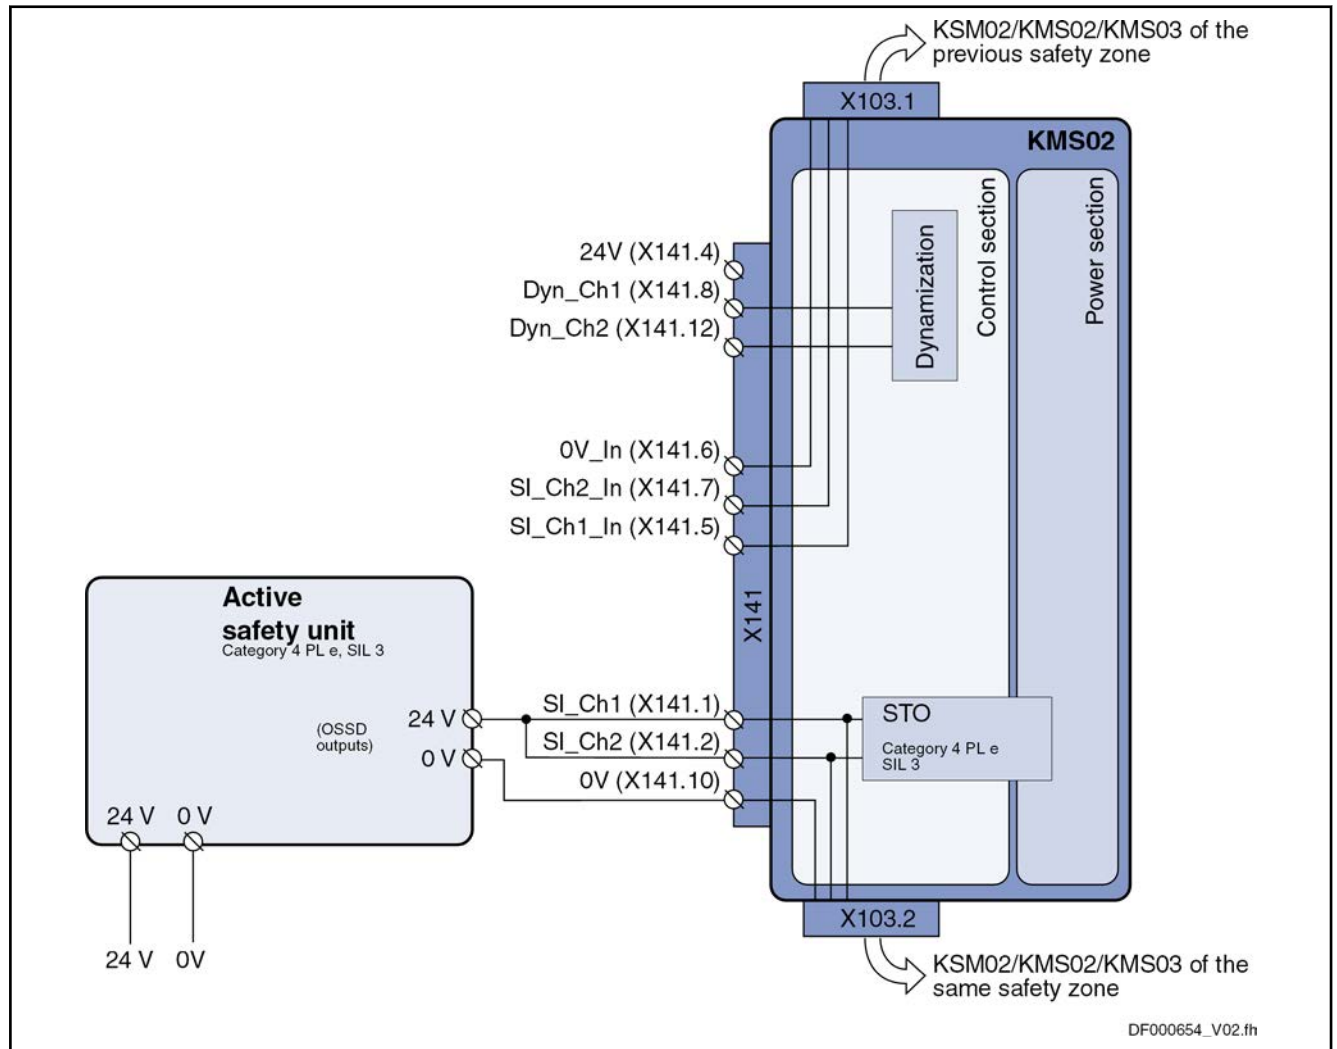 KSM02/KMS02/KMS03 of the
previous safety zone
X103.1
KMS02
Control section
Power section
Dynamization
24V (X141.4)
Dyn_Ch1 (X141.8)
Dyn_Ch2 (X141.12)
0V_In (X141.6)
SI_Ch2_In (X141.7)
SI_Ch1_In (X141.5)
X141
Active
safety unit
Category 4 PL e, SIL 3
(OSSD
outputs)
24 V
0 V
SI_Ch1 (X141.1)
SI_Ch2 (X141.2)
0V (X141.10)
STO
Category 4 PL e
SIL 3
24 V 0 V
24 V 0V
X103.2
KSM02/KMS02/KMS03 of the
same safety zone
DF000654_V02.fh